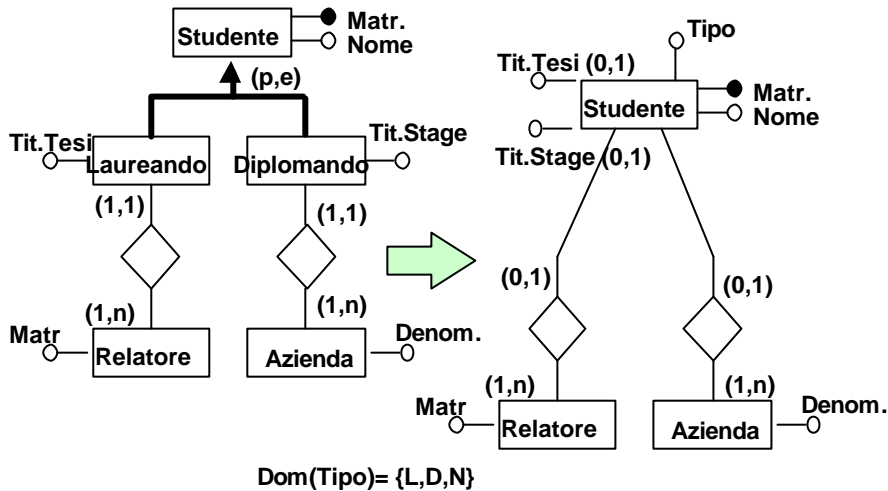 Studente
Matr.
Nome
(p,e)
Tit.Tesi
Laureando
Diplomando
Tit.Stage
(1,1)
(1,1)
(1,n)
(1,n)
Matr
Relatore
Azienda
Denom.
Tipo
Tit.Tesi (0,1)
Studente
Matr.
Nome
Tit.Stage (0,1)
(0,1)
(0,1)
(1,n)
(1,n)
Matr
Relatore
Azienda
Denom.
Dom(Tipo)= {L,D,N}